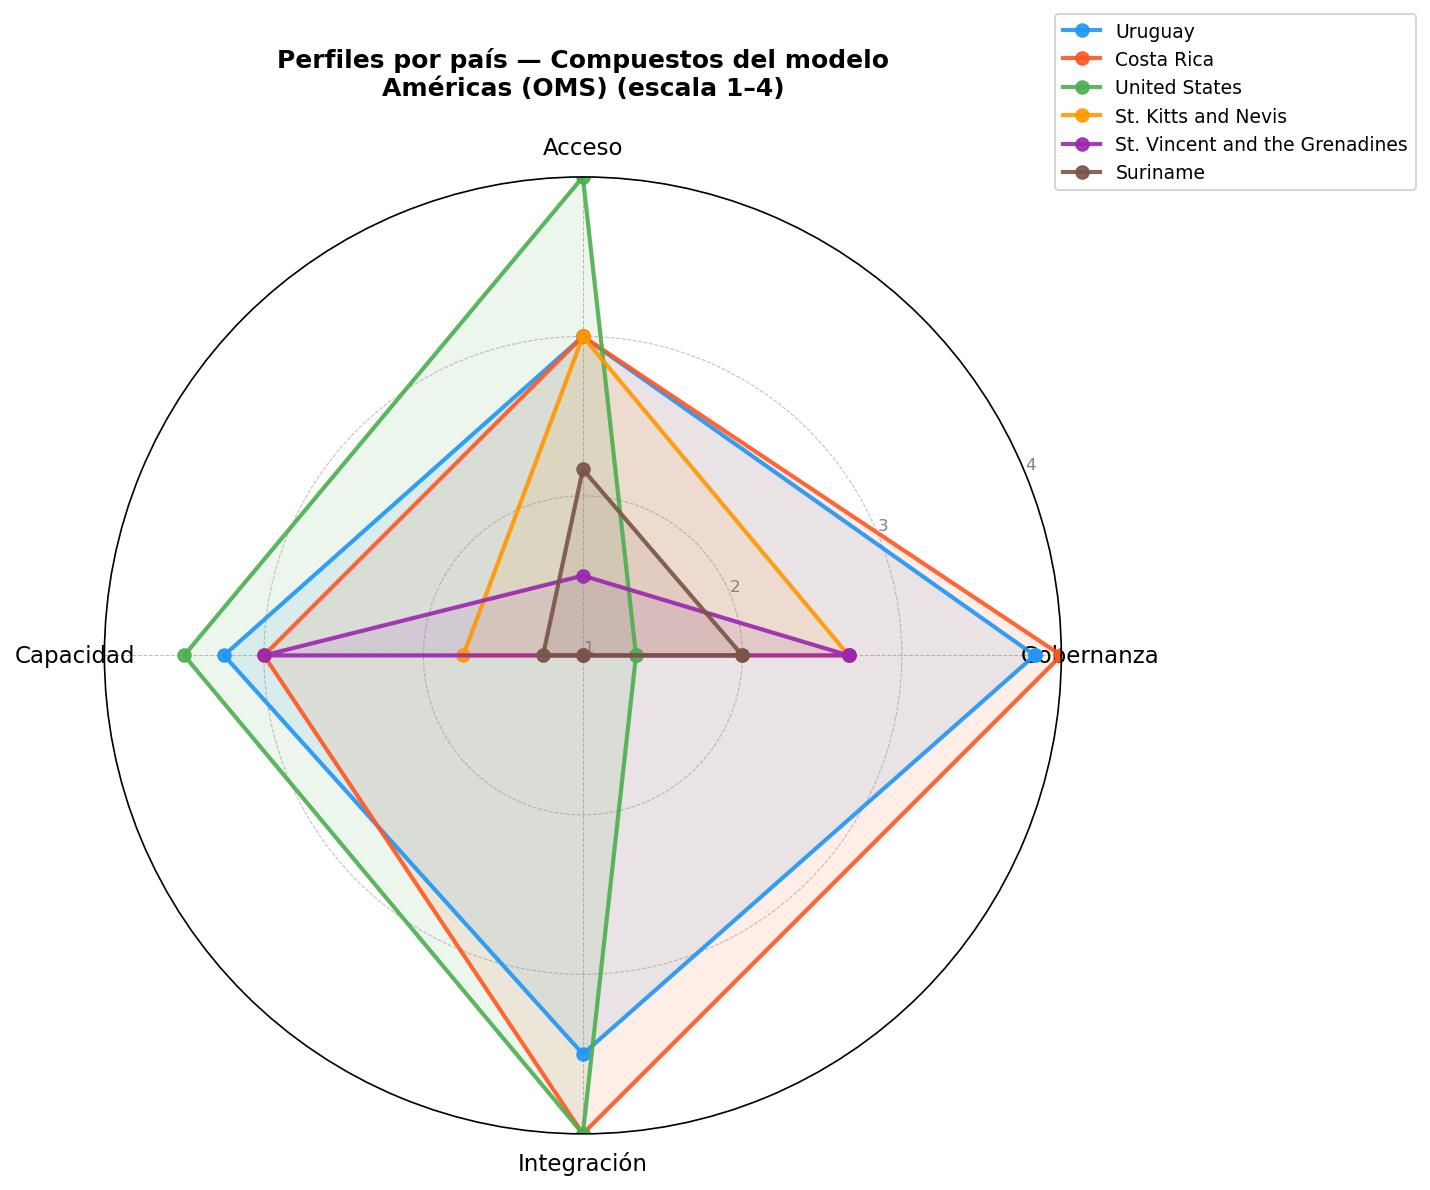 Perfiles por país — Compuestos del modelo
Américas (OMS) (escala 1–4)
Uruguay
Costa Rica
United States
St. Kitts and Nevis
St. Vincent and the Grenadines
Suriname
Acceso
4
3
2
1
Capacidad
Gobernanza
Integración